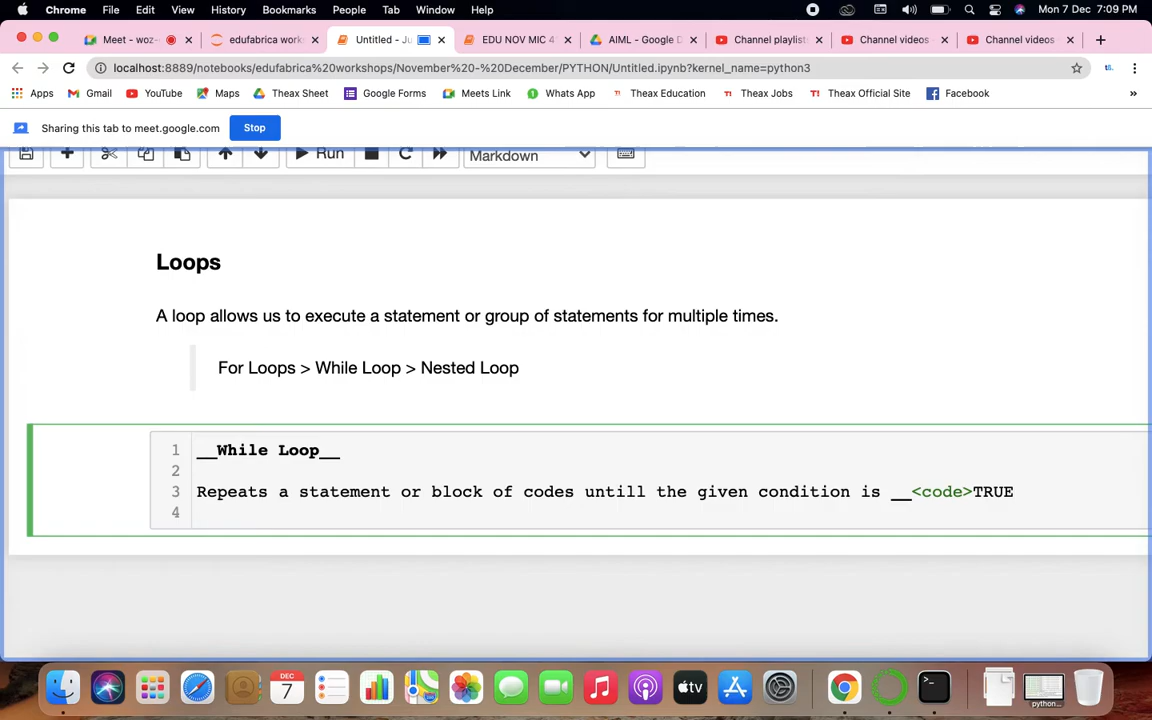 Chrome File Edit View History Bookmarks People Tab Window Help Mon 7 Dec 7:09 PM
Meet - woz- edufabrica work Untitled - Ju EDU NOV MIC 4 AIML - Google D Channel playlists Channel videos - Channel videos -
localhost:8889/notebooks/edufabrica%20workshops/November%20-%20December/PYTHON/Untitled.ipynb?kernel_name=python3
Apps Gmail YouTube Maps Theax Sheet Google Forms Meets Link Whats App Theax Education Theax Jobs Theax Official Site Facebook »
Sharing this tab to meet.google.com Stop
Run Markdown
Loops
A loop allows us to execute a statement or group of statements for multiple times.
For Loops > While Loop > Nested Loop
1 __While Loop__
2
3 Repeats a statement or block of codes untill the given condition is __<code>TRUE
4
DEC
7
tv
python...